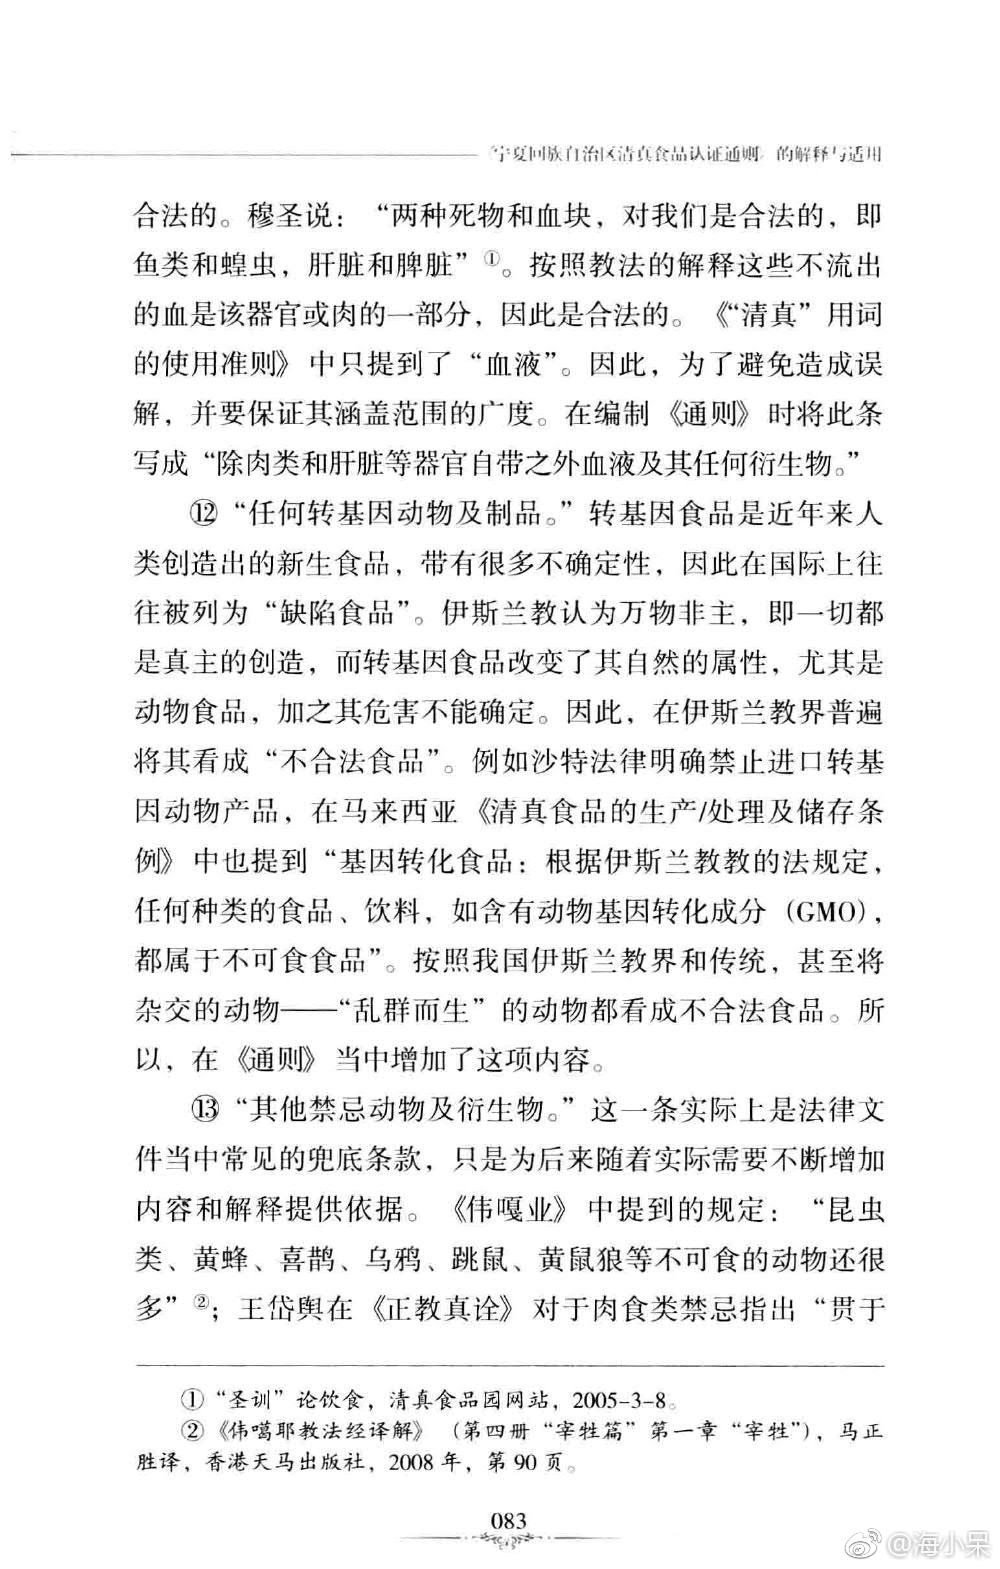 《宁夏回族自治区清真食品认证通则》的解释与适用
合法的。穆圣说：“两种死物和血块，对我们是合法的，即
鱼类和蝗虫，肝脏和脾脏”①。按照教法的解释这些不流出
的血是该器官或肉的一部分，因此是合法的。《“清真”用词
的使用准则》中只提到了“血液”。因此，为了避免造成误
解，并要保证其涵盖范围的广度。在编制《通则》时将此条
写成“除肉类和肝脏等器官自带之外血液及其任何衍生物。”
⑫“任何转基因动物及制品。”转基因食品是近年来人
类创造出的新生食品，带有很多不确定性，因此在国际上往
往被列为“缺陷食品”。伊斯兰教认为万物非主，即一切都
是真主的创造，而转基因食品改变了其自然的属性，尤其是
动物食品，加之其危害不能确定。因此，在伊斯兰教界普遍
将其看成“不合法食品”。例如沙特法律明确禁止进口转基
因动物产品，在马来西亚《清真食品的生产/处理及储存条
例》中也提到“基因转化食品：根据伊斯兰教教的法规定，
任何种类的食品、饮料，如含有动物基因转化成分（GMO），
都属于不可食食品”。按照我国伊斯兰教界和传统，甚至将
杂交的动物——“乱群而生”的动物都看成不合法食品。所
以，在《通则》当中增加了这项内容。
⑬“其他禁忌动物及衍生物。”这一条实际上是法律文
件当中常见的兜底条款，只是为后来随着实际需要不断增加
内容和解释提供依据。《伟嘎业》中提到的规定：“昆虫
类、黄蜂、喜鹊、乌鸦、跳鼠、黄鼠狼等不可食的动物还很
多”②；王岱舆在《正教真诠》对于肉食类禁忌指出“贯于
①“圣训”论饮食，清真食品园网站，2005-3-8。
②《伟噶耶教法经译解》（第四册“宰牲篇”第一章“宰牲”），马正
胜译，香港天马出版社，2008年，第90页。
083
@海小呆